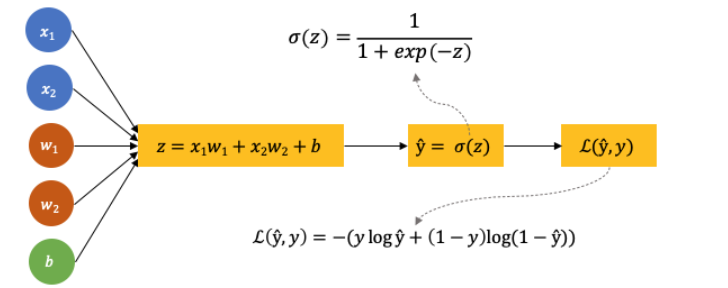 x₁
σ(z) = 1 / (1 + exp(−z))
x₂
w₁
z = x₁w₁ + x₂w₂ + b
ŷ = σ(z)
ℒ(ŷ, y)
w₂
b
ℒ(ŷ, y) = −(y log ŷ + (1 − y)log(1 − ŷ))